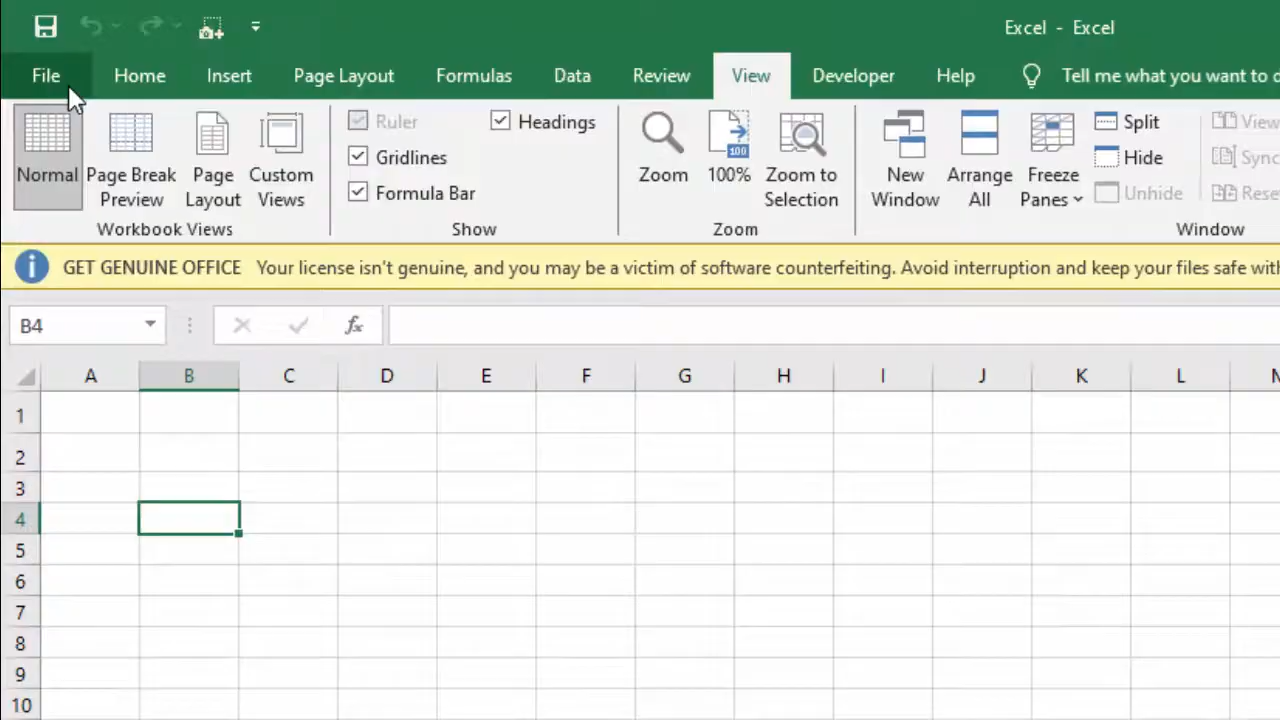 Excel - Excel
File Home Insert Page Layout Formulas Data Review View Developer Help Tell me what you want to d
Normal Page Break Preview Page Layout Custom Views
Workbook Views
Ruler Headings
Gridlines
Formula Bar
Show
Zoom 100% Zoom to Selection
100
Zoom
New Window Arrange All Freeze Panes
Split
Hide
Unhide
View
Sync
Rese
Window
GET GENUINE OFFICE Your license isn't genuine, and you may be a victim of software counterfeiting. Avoid interruption and keep your files safe with
B4 fx
A B C D E F G H I J K L
1
2
3
4
5
6
7
8
9
10